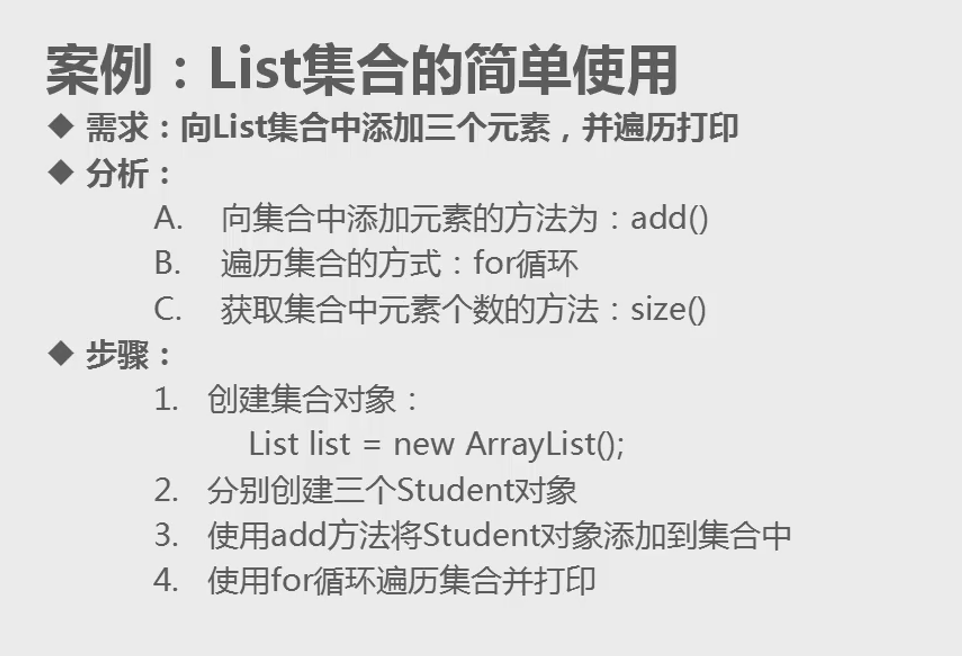 案例：List集合的简单使用
◆ 需求：向List集合中添加三个元素，并遍历打印
◆ 分析：
A. 向集合中添加元素的方法为：add()
B. 遍历集合的方式：for循环
C. 获取集合中元素个数的方法：size()
◆ 步骤：
1. 创建集合对象：
List list = new ArrayList();
2. 分别创建三个Student对象
3. 使用add方法将Student对象添加到集合中
4. 使用for循环遍历集合并打印